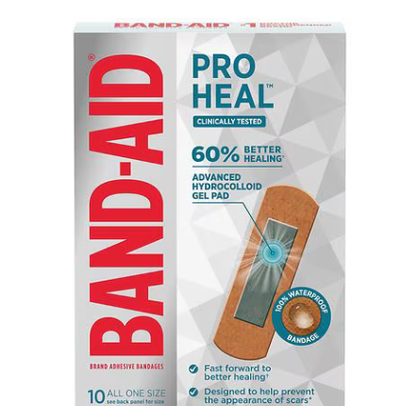 BAND-AID®
BRAND ADHESIVE BANDAGES
10 ALL ONE SIZE
see back panel for size
PRO
HEAL™
CLINICALLY TESTED
60% BETTER
HEALING*
ADVANCED
HYDROCOLLOID
GEL PAD
100% WATERPROOF
BANDAGE
Fast forward to
better healing†
Designed to help prevent
the appearance of scars*